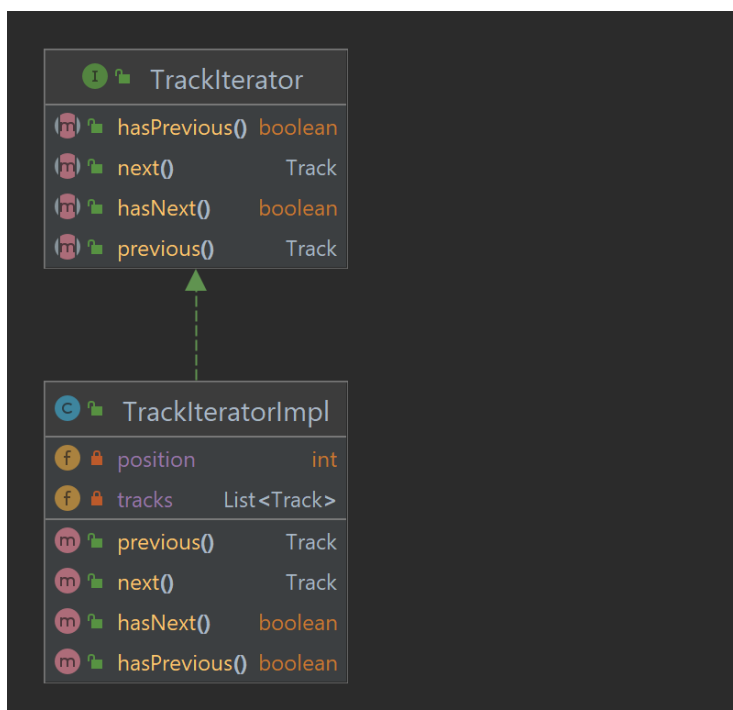 I TrackIterator
m hasPrevious() boolean
m next() Track
m hasNext() boolean
m previous() Track
C TrackIteratorImpl
f position int
f tracks List<Track>
m previous() Track
m next() Track
m hasNext() boolean
m hasPrevious() boolean